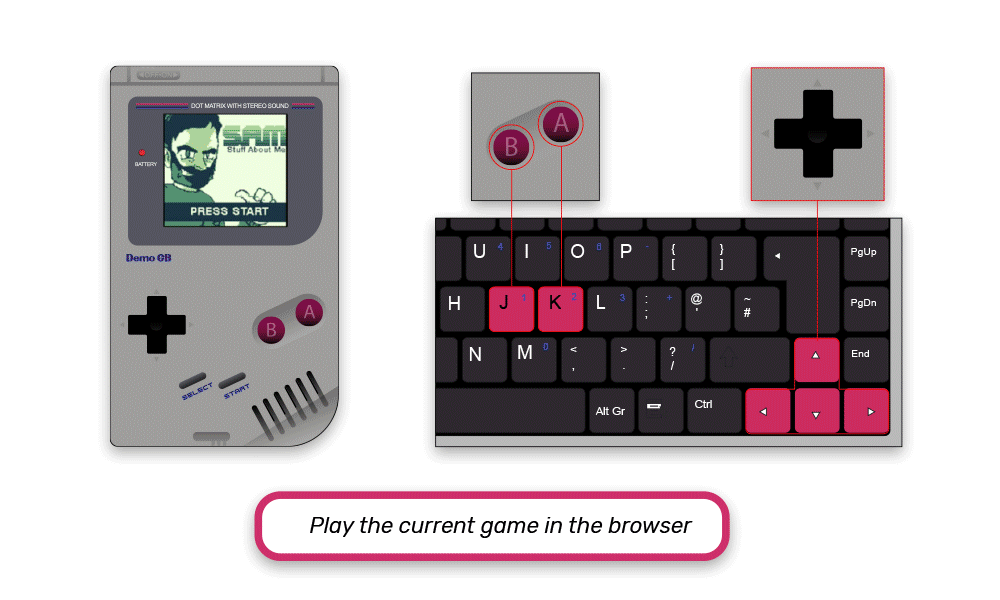 DOT MATRIX WITH STEREO SOUND
BATTERY
SAM
Stuff About Me
PRESS START
Demo GB
B A
SELECT START
B A
U 4 I 5 O 6 P - { [ } ] PgUp
H J 1 K 2 L 3 : ; + @ ' ~ # PgDn
N M 0 < , > . ? / / End
Alt Gr Ctrl
Play the current game in the browser